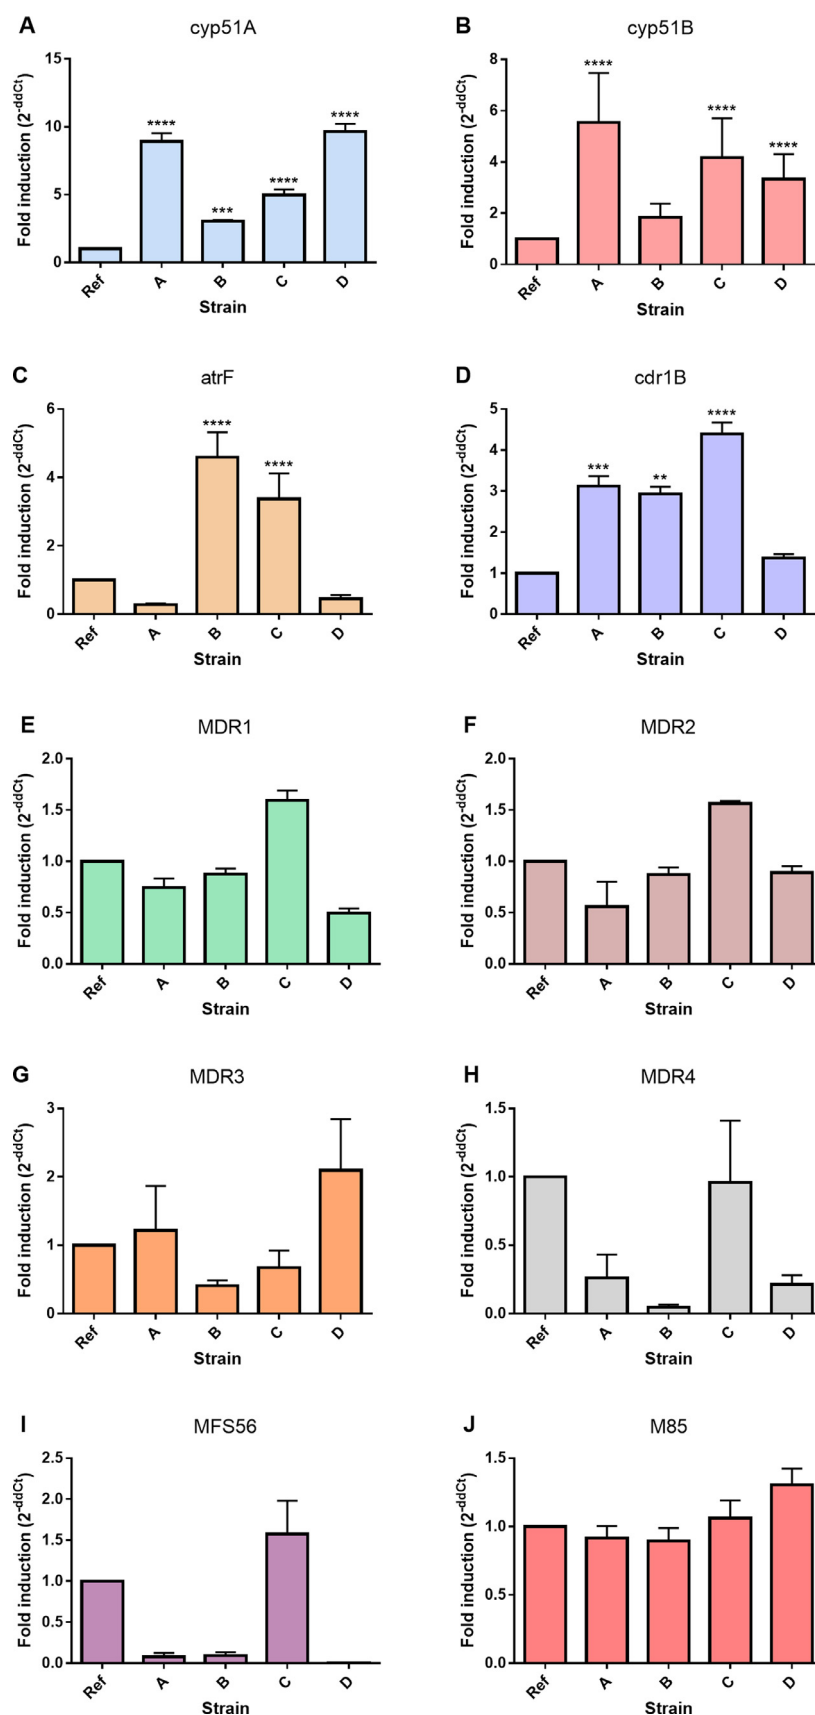 A cyp51A
Fold induction (2^-ddCt)
15
10
5
0
****
***
****
****
Ref A B C D
Strain
B cyp51B
Fold induction (2^-ddCt)
8
6
4
2
0
****
****
****
Ref A B C D
Strain
C atrF
Fold induction (2^-ddCt)
6
4
2
0
****
****
Ref A B C D
Strain
D cdr1B
Fold induction (2^-ddCt)
5
4
3
2
1
0
***
**
****
Ref A B C D
Strain
E MDR1
Fold induction (2^-ddCt)
2.0
1.5
1.0
0.5
0.0
Ref A B C D
Strain
F MDR2
Fold induction (2^-ddCt)
2.0
1.5
1.0
0.5
0.0
Ref A B C D
Strain
G MDR3
Fold induction (2^-ddCt)
3
2
1
0
Ref A B C D
Strain
H MDR4
Fold induction (2^-ddCt)
1.5
1.0
0.5
0.0
Ref A B C D
Strain
I MFS56
Fold induction (2^-ddCt)
2.5
2.0
1.5
1.0
0.5
0.0
Ref A B C D
Strain
J M85
Fold induction (2^-ddCt)
1.5
1.0
0.5
0.0
Ref A B C D
Strain